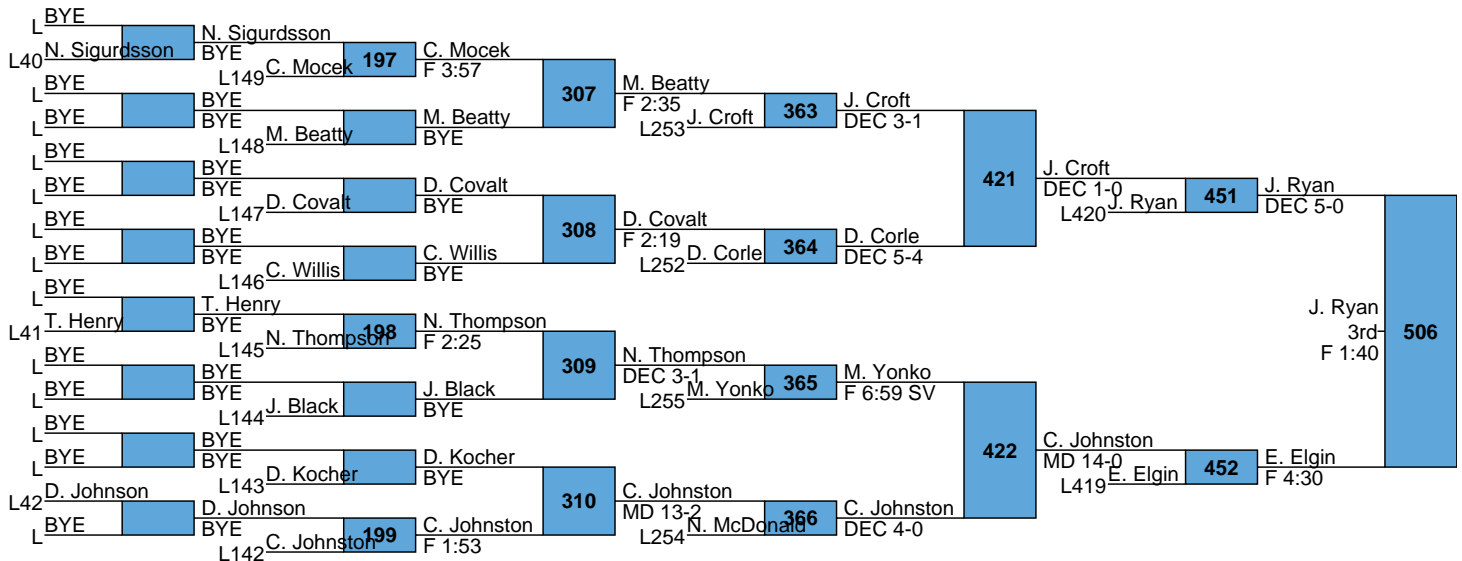 BYE
L
L40 N. Sigurdsson
N. Sigurdsson
BYE
L149 C. Mocek
197
C. Mocek
F 3:57
BYE
L
BYE
L
BYE
BYE
L148 M. Beatty
M. Beatty
BYE
307
M. Beatty
F 2:35
L253 J. Croft
363
J. Croft
DEC 3-1
BYE
L
BYE
L
BYE
BYE
L147 D. Covalt
D. Covalt
BYE
BYE
L
BYE
L
BYE
BYE
L146 C. Willis
C. Willis
BYE
308
D. Covalt
F 2:19
L252 D. Corle
364
D. Corle
DEC 5-4
421
J. Croft
DEC 1-0
L420 J. Ryan
451
J. Ryan
DEC 5-0
BYE
L
L41 T. Henry
T. Henry
BYE
L145 N. Thompson
198
N. Thompson
F 2:25
BYE
L
BYE
L
BYE
BYE
L144 J. Black
J. Black
BYE
309
N. Thompson
DEC 3-1
L255 M. Yonko
365
M. Yonko
F 6:59 SV
BYE
L
BYE
L
BYE
BYE
L143 D. Kocher
D. Kocher
BYE
L42 D. Johnson
BYE
L
D. Johnson
BYE
L142 C. Johnston
199
C. Johnston
F 1:53
310
C. Johnston
MD 13-2
L254 N. McDonald
366
C. Johnston
DEC 4-0
422
C. Johnston
MD 14-0
L419 E. Elgin
452
E. Elgin
F 4:30
J. Ryan
3rd
F 1:40
506